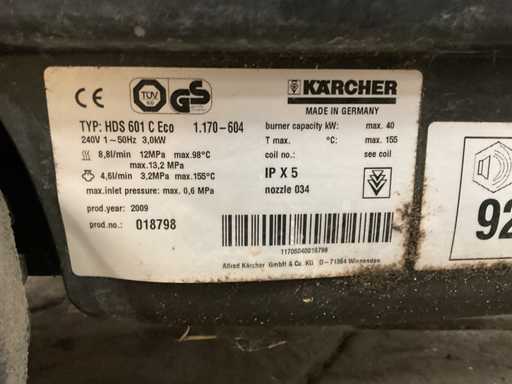 KÄRCHER
MADE IN GERMANY
CE
TÜV
GS
TYP: HDS 601 C Eco 1.170-604
240V 1~50Hz 3,0kW
8,8l/min 12MPa max.98°C
max.13,2 MPa
4,6l/min 3,2MPa max.155°C
max.inlet pressure: max. 0,6 MPa
prod.year: 2009
prod.no.: 018798
burner capacity kW: max. 40
T max. °C: max. 155
coil no.: see coil
IP X 5
nozzle 034
Alfred Kärcher GmbH & Co. KG D-71364 Winnenden
92